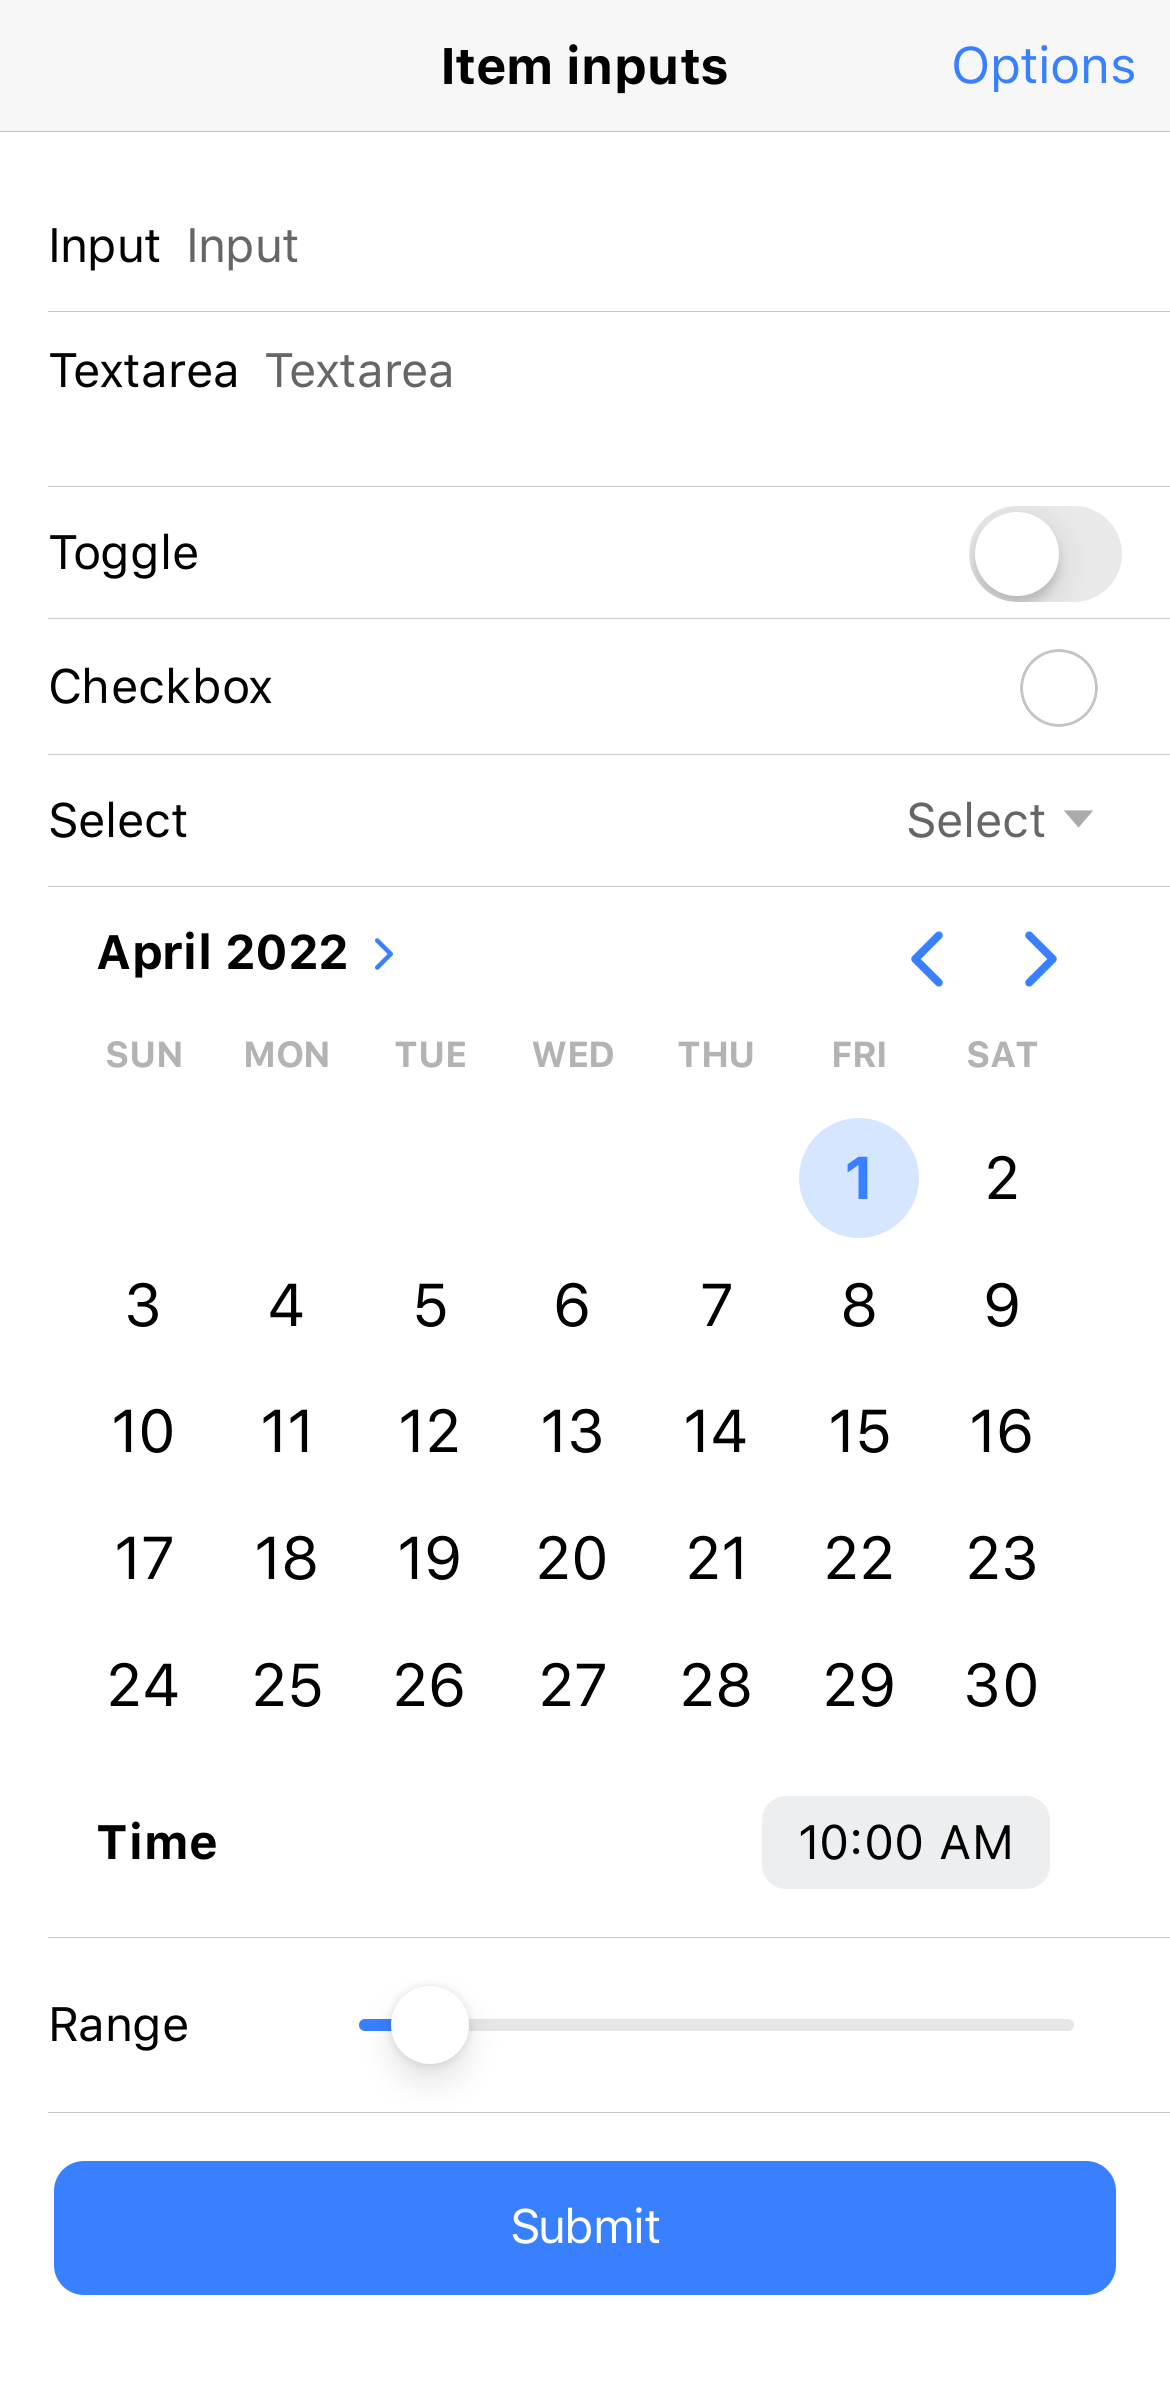 Item inputs Options
Input Input
Textarea Textarea
Toggle
Checkbox
Select Select
April 2022
SUN MON TUE WED THU FRI SAT
1 2
3 4 5 6 7 8 9
10 11 12 13 14 15 16
17 18 19 20 21 22 23
24 25 26 27 28 29 30
Time 10:00 AM
Range
Submit